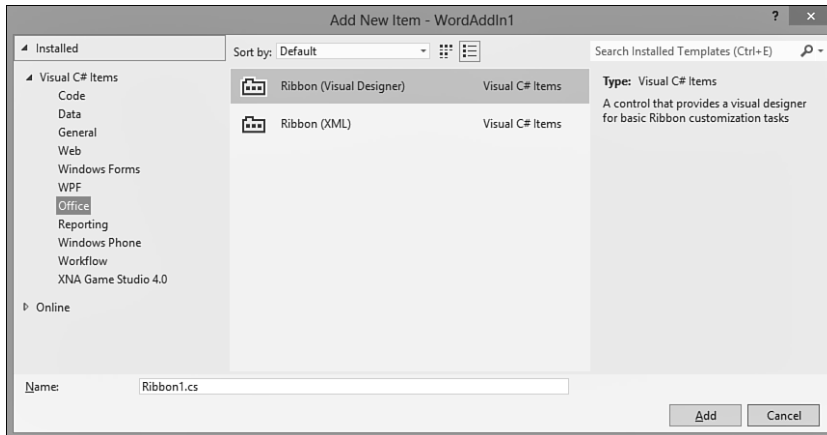 Add New Item - WordAddIn1
?
×
Installed
Sort by: Default
Search Installed Templates (Ctrl+E)
Visual C# Items
Code
Data
General
Web
Windows Forms
WPF
Office
Reporting
Windows Phone
Workflow
XNA Game Studio 4.0
Online
Ribbon (Visual Designer) Visual C# Items
Ribbon (XML) Visual C# Items
Type: Visual C# Items
A control that provides a visual designer
for basic Ribbon customization tasks
Name: Ribbon1.cs
Add
Cancel